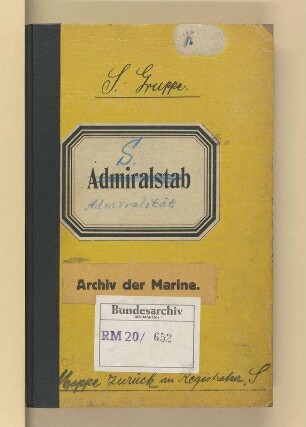 K
S-Gruppe.
S.
Admiralstab
Admiralität
Archiv der Marine.
Bundesarchiv
RM 20/ 652
Mappe zurück an Registratur S